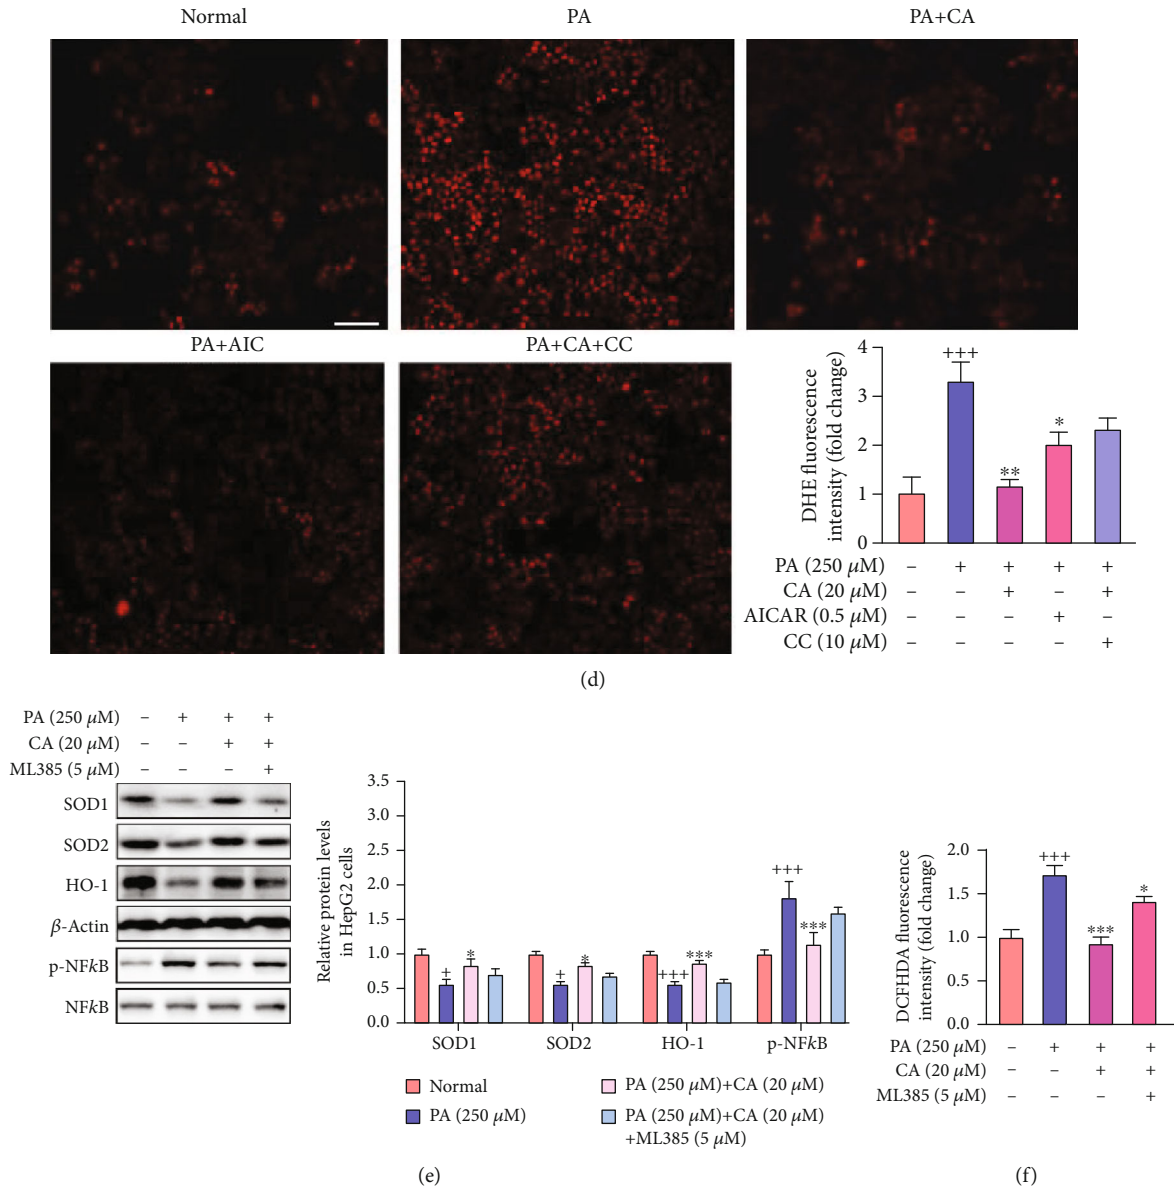 Normal
PA
PA+CA
PA+AIC
PA+CA+CC
DHE fluorescence
intensity (fold change)
4
3
2
1
0
+++
**
*
PA (250 μM) – + + + +
CA (20 μM) – – + – +
AICAR (0.5 μM) – – – + –
CC (10 μM) – – – – +
(d)
PA (250 μM) – + + +
CA (20 μM) – – + +
ML385 (5 μM) – – – +
SOD1
SOD2
HO-1
β-Actin
p-NFkB
NFkB
Relative protein levels
in HepG2 cells
3.5
3.0
2.5
2.0
1.5
1.0
0.5
0.0
+
*
+
*
+++
***
+++
***
SOD1 SOD2 HO-1 p-NFkB
Normal
PA (250 μM)
PA (250 μM)+CA (20 μM)
PA (250 μM)+CA (20 μM)
+ML385 (5 μM)
(e)
DCFHDA fluorescence
intensity (fold change)
2.0
1.5
1.0
0.5
0.0
+++
***
*
PA (250 μM) – + + +
CA (20 μM) – – + +
ML385 (5 μM) – – – +
(f)